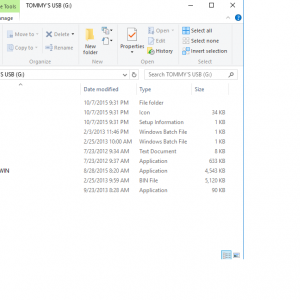 e Tools TOMMY'S USB (G:)
nage
Move to Delete New folder Properties Open Select all
Copy to Rename Edit Select none
History Invert selection
Organize New Open Select
S USB (G:) Search TOMMY'S USB (G:)
Date modified Type Size
10/7/2015 9:31 PM File folder
10/7/2015 9:31 PM Icon 34 KB
10/7/2015 9:31 PM Setup Information 1 KB
2/3/2013 11:46 PM Windows Batch File 1 KB
2/25/2013 10:00 AM Windows Batch File 1 KB
7/23/2012 9:34 AM Text Document 8 KB
7/23/2012 9:37 AM Application 633 KB
WIN 8/28/2015 8:20 AM Application 4,543 KB
2/25/2013 9:59 AM BIN File 5,120 KB
9/23/2013 8:20 AM Application 90 KB